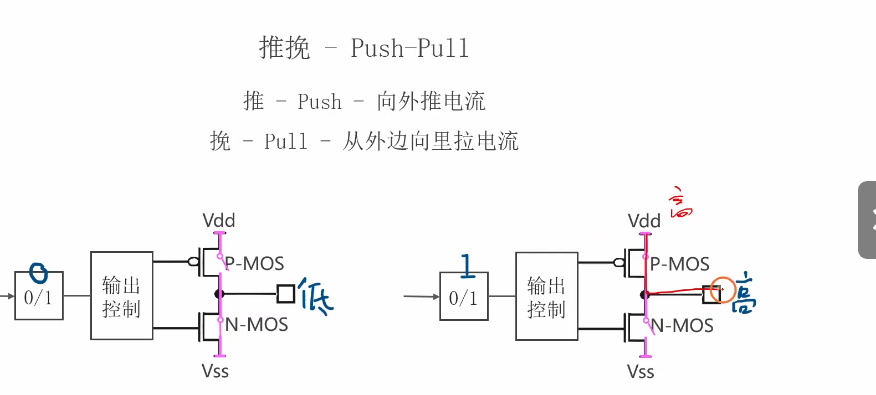 推挽 - Push-Pull
推 - Push - 向外推电流
挽 - Pull - 从外边向里拉电流
Vdd
0
0/1
输出
控制
P-MOS
低
N-MOS
Vss
高
Vdd
1
0/1
输出
控制
P-MOS
高
N-MOS
Vss